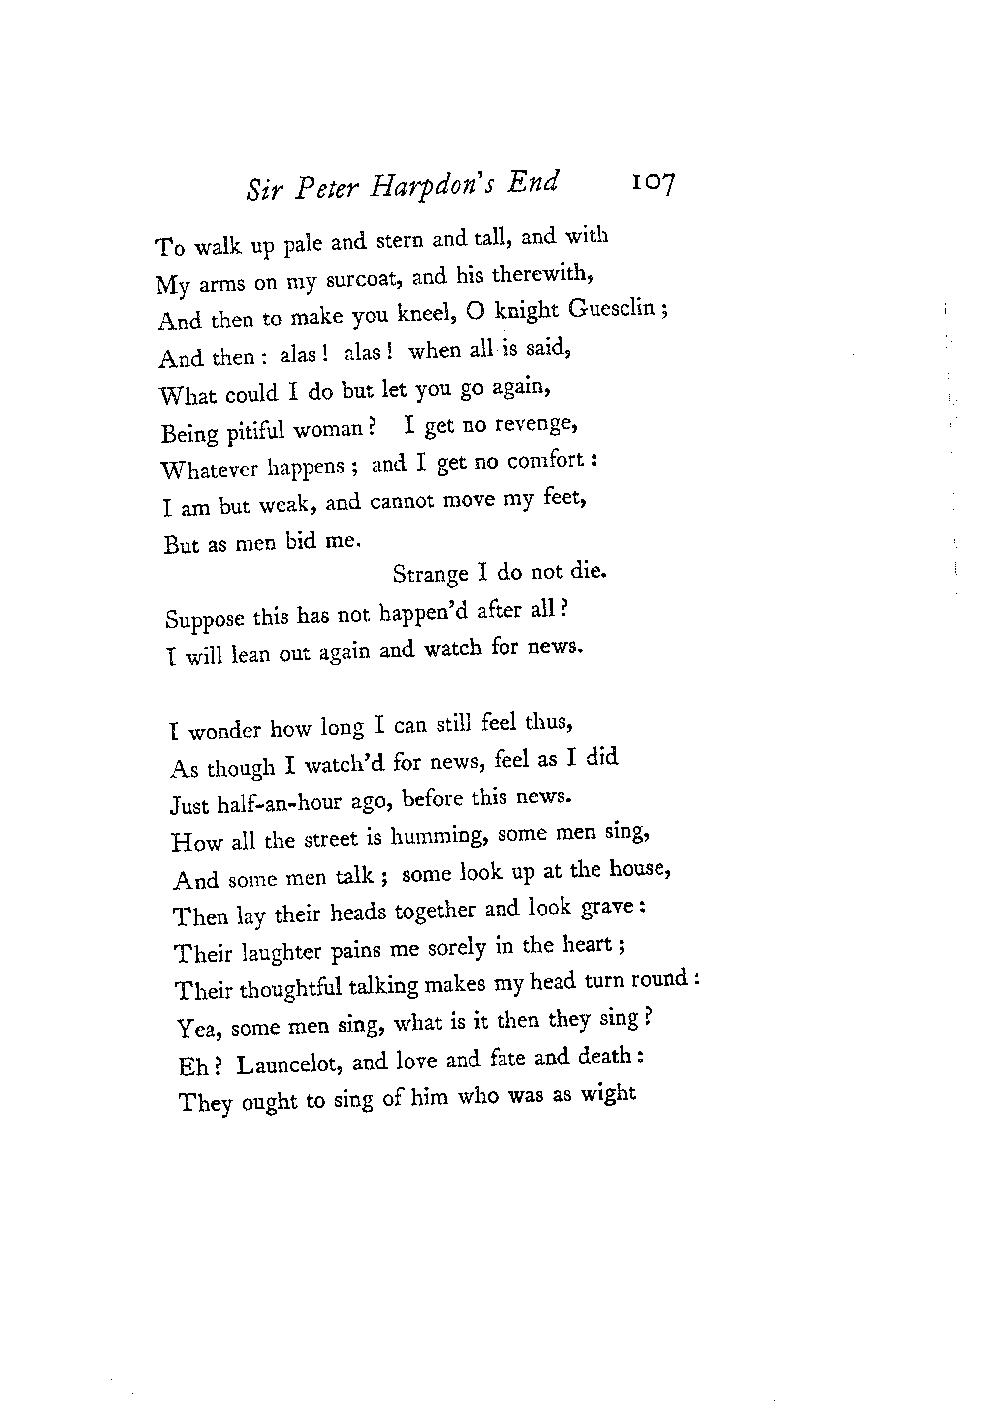 Sir Peter Harpdon's End 107
To walk up pale and stern and tall, and with
My arms on my surcoat, and his therewith,
And then to make you kneel, O knight Guesclin ;
And then : alas ! alas ! when all is said,
What could I do but let you go again,
Being pitiful woman ? I get no revenge,
Whatever happens ; and I get no comfort :
I am but weak, and cannot move my feet,
But as men bid me.
Strange I do not die.
Suppose this has not happen'd after all ?
I will lean out again and watch for news.
I wonder how long I can still feel thus,
As though I watch'd for news, feel as I did
Just half-an-hour ago, before this news.
How all the street is humming, some men sing,
And some men talk ; some look up at the house,
Then lay their heads together and look grave :
Their laughter pains me sorely in the heart ;
Their thoughtful talking makes my head turn round :
Yea, some men sing, what is it then they sing ?
Eh ? Launcelot, and love and fate and death :
They ought to sing of him who was as wight